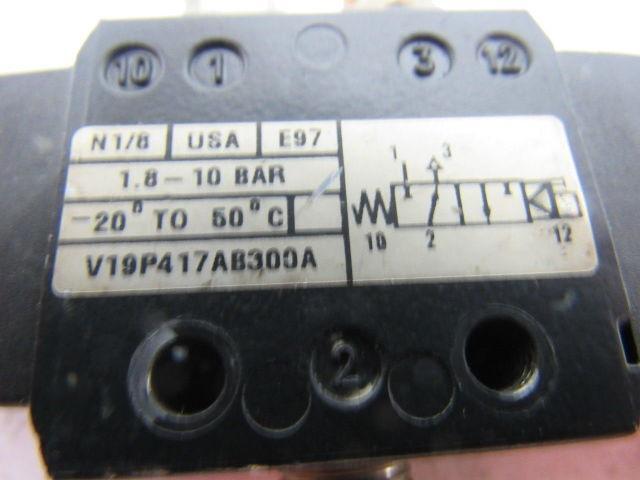 10 1 3 12
N1/8 USA E97
1.8-10 BAR
-20° TO 50°C
V19P417AB300A
1 3
10 2 12
2